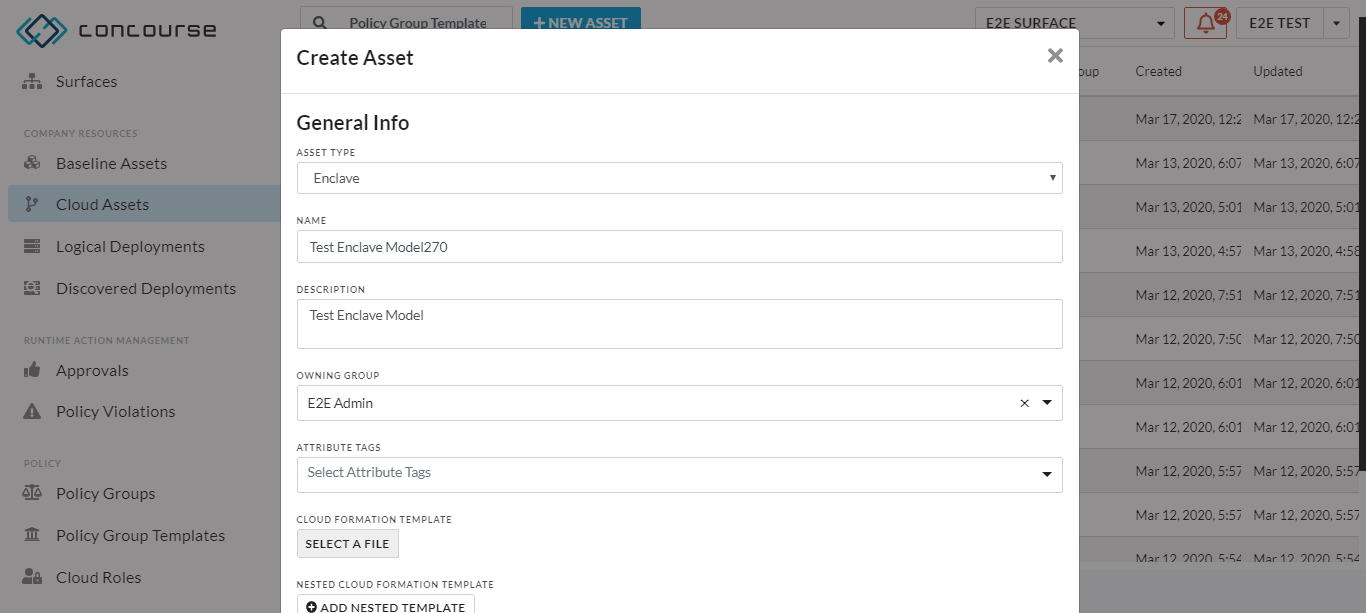 concourse
Policy Group Template
+ NEW ASSET
E2E SURFACE
24
E2E TEST
Surfaces
COMPANY RESOURCES
Baseline Assets
Cloud Assets
Logical Deployments
Discovered Deployments
RUNTIME ACTION MANAGEMENT
Approvals
Policy Violations
POLICY
Policy Groups
Policy Group Templates
Cloud Roles
Create Asset
General Info
ASSET TYPE
Enclave
NAME
Test Enclave Model270
DESCRIPTION
Test Enclave Model
OWNING GROUP
E2E Admin
ATTRIBUTE TAGS
Select Attribute Tags
CLOUD FORMATION TEMPLATE
SELECT A FILE
NESTED CLOUD FORMATION TEMPLATE
ADD NESTED TEMPLATE
oup Created Updated
Mar 17, 2020, 12:2 Mar 17, 2020, 12:2
Mar 13, 2020, 6:07 Mar 13, 2020, 6:07
Mar 13, 2020, 5:01 Mar 13, 2020, 5:01
Mar 13, 2020, 4:57 Mar 13, 2020, 4:58
Mar 12, 2020, 7:51 Mar 12, 2020, 7:51
Mar 12, 2020, 7:50 Mar 12, 2020, 7:50
Mar 12, 2020, 6:01 Mar 12, 2020, 6:01
Mar 12, 2020, 6:01 Mar 12, 2020, 6:01
Mar 12, 2020, 5:57 Mar 12, 2020, 5:57
Mar 12, 2020, 5:57 Mar 12, 2020, 5:57
Mar 12, 2020, 5:54 Mar 12, 2020, 5:54